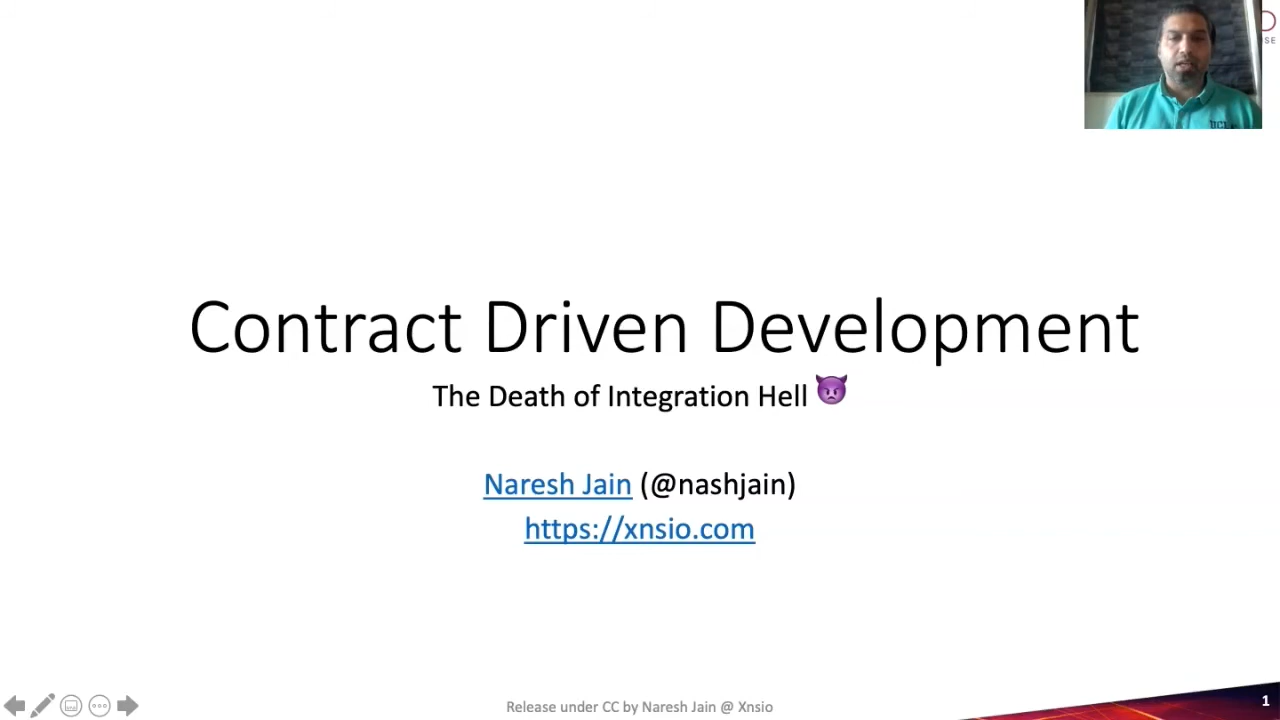 Contract Driven Development
The Death of Integration Hell 👿
Naresh Jain (@nashjain)
https://xnsio.com
Release under CC by Naresh Jain @ Xnsio
1